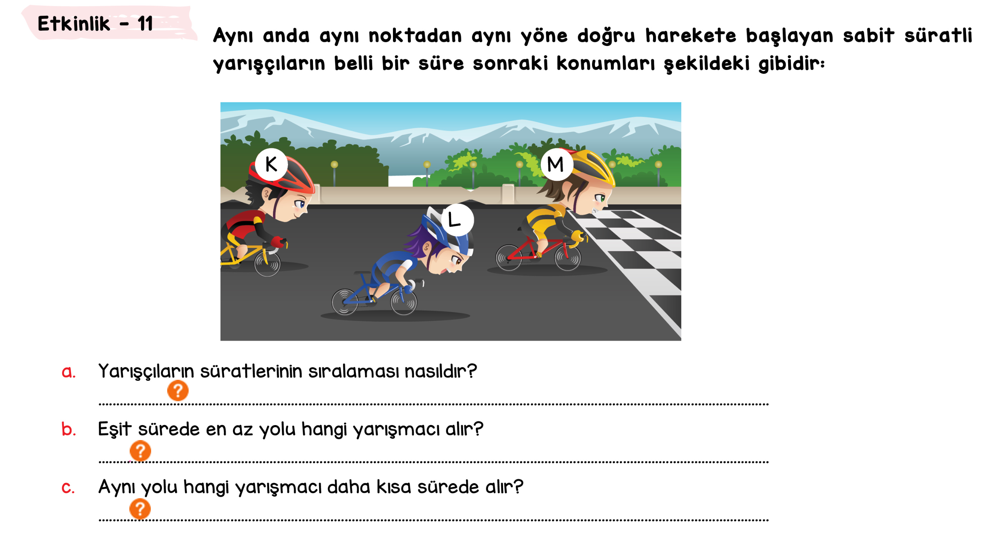 Etkinlik - 11
Aynı anda aynı noktadan aynı yöne doğru harekete başlayan sabit süratli
yarışçıların belli bir süre sonraki konumları şekildeki gibidir:
K
M
L
a. Yarışçıların süratlerinin sıralaması nasıldır?
?
b. Eşit sürede en az yolu hangi yarışmacı alır?
?
c. Aynı yolu hangi yarışmacı daha kısa sürede alır?
?